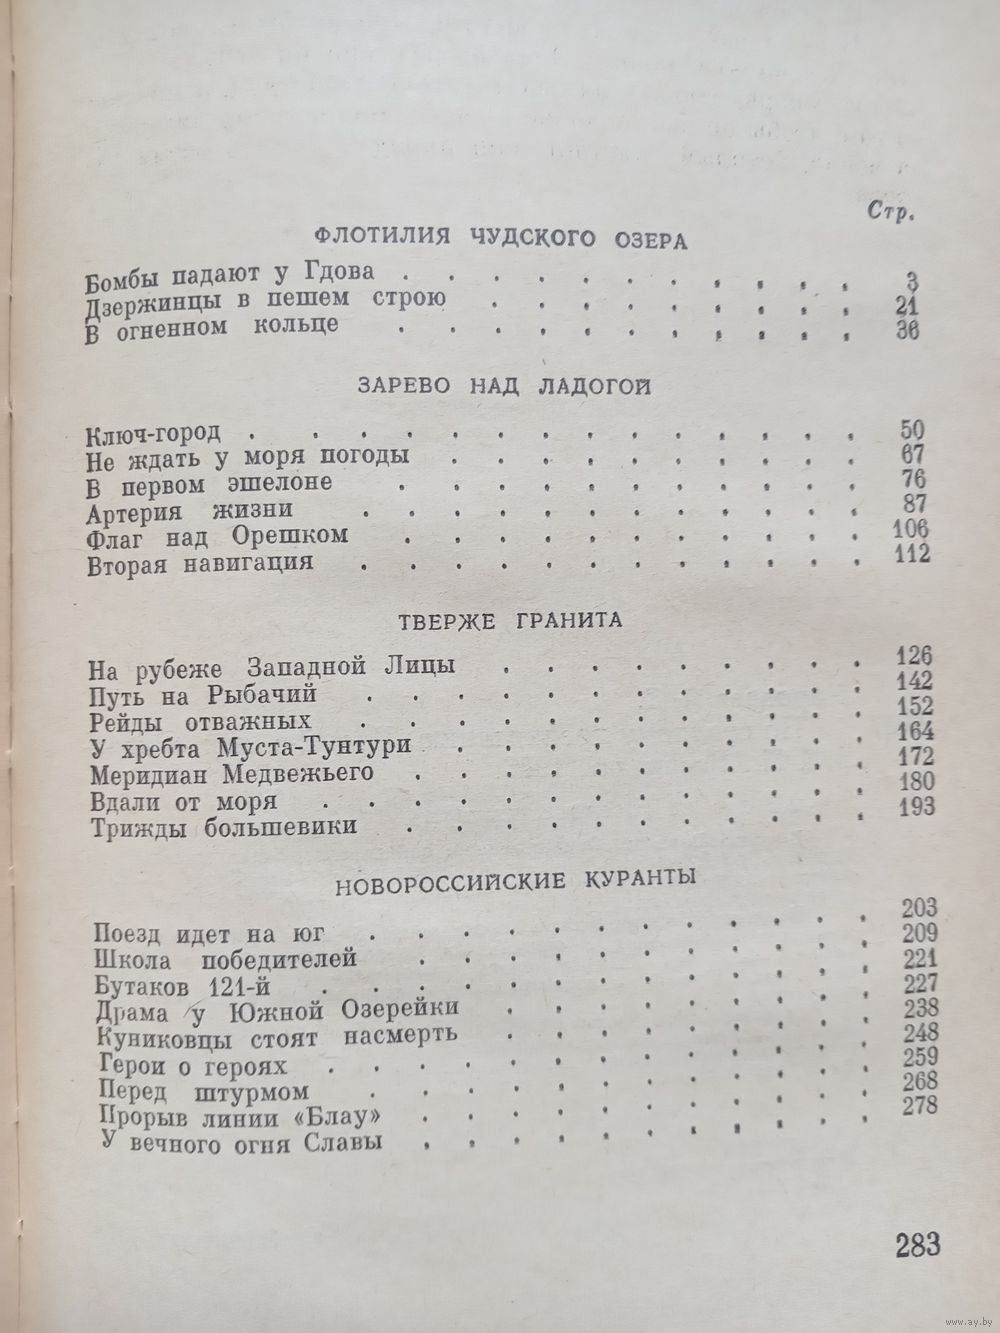 Стр.
ФЛОТИЛИЯ ЧУДСКОГО ОЗЕРА
Бомбы падают у Гдова . . . . . . . . . . 3
Дзержинцы в пешем строю . . . . . . . . 21
В огненном кольце . . . . . . . . . . 36
ЗАРЕВО НАД ЛАДОГОЙ
Ключ-город . . . . . . . . . . . . . . 50
Не ждать у моря погоды . . . . . . . . . 67
В первом эшелоне . . . . . . . . . . 76
Артерия жизни . . . . . . . . . . . 87
Флаг над Орешком . . . . . . . . . . 106
Вторая навигация . . . . . . . . . . . 112
ТВЕРЖЕ ГРАНИТА
На рубеже Западной Лицы . . . . . . . . 126
Путь на Рыбачий . . . . . . . . . . . 142
Рейды отважных . . . . . . . . . . . 152
У хребта Муста-Тунтури . . . . . . . . . 164
Меридиан Медвежьего . . . . . . . . . . 172
Вдали от моря . . . . . . . . . . . . 180
Трижды большевики . . . . . . . . . . 193
НОВОРОССИЙСКИЕ КУРАНТЫ
Поезд идет на юг . . . . . . . . . . . 203
Школа победителей . . . . . . . . . . 209
Бутаков 121-й . . . . . . . . . . . . 221
Драма у Южной Озерейки . . . . . . . . 227
Куниковцы стоят насмерть . . . . . . . . 238
Герои о героях . . . . . . . . . . . . 248
Перед штурмом . . . . . . . . . . . 259
Прорыв линии «Блау» . . . . . . . . . . 268
У вечного огня Славы . . . . . . . . . . 278
283
www.ay.by